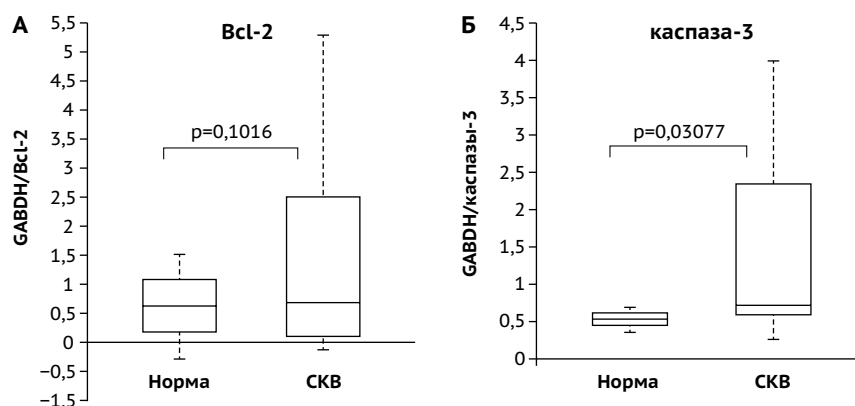 А
Bcl-2
GABDH/Bcl-2
5,5
5
4,5
4
3,5
3
2,5
2
1,5
1
0,5
0
−0,5
−1,5
p=0,1016
Норма
СКВ
Б
каспаза-3
GABDH/каспазы-3
4,5
4
3,5
3
2,5
2
1,5
1
0,5
0
p=0,03077
Норма
СКВ